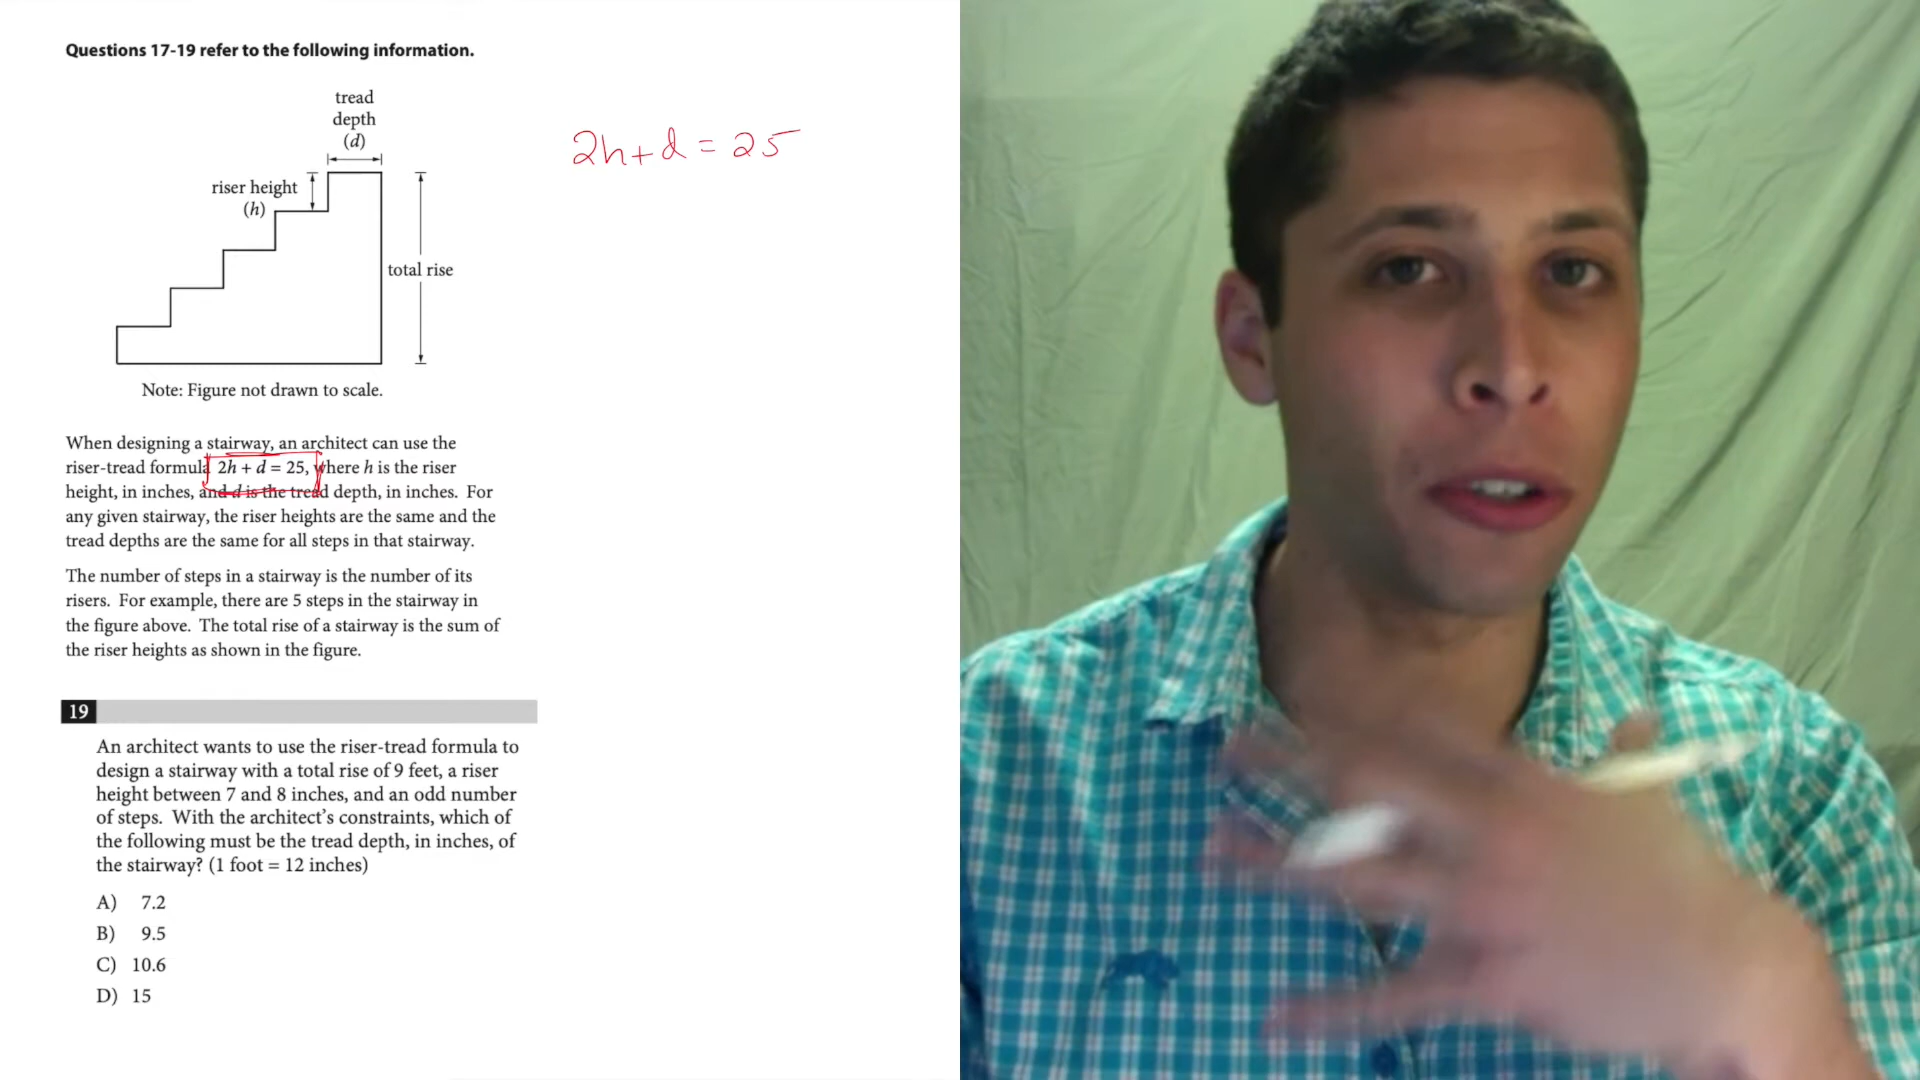 Questions 17-19 refer to the following information.
tread
depth
(d)
2h+d = 25
riser height
(h)
total rise
Note: Figure not drawn to scale.
When designing a stairway, an architect can use the
riser-tread formula 2h + d = 25, where h is the riser
height, in inches, and d is the tread depth, in inches. For
any given stairway, the riser heights are the same and the
tread depths are the same for all steps in that stairway.
The number of steps in a stairway is the number of its
risers. For example, there are 5 steps in the stairway in
the figure above. The total rise of a stairway is the sum of
the riser heights as shown in the figure.
19
An architect wants to use the riser-tread formula to
design a stairway with a total rise of 9 feet, a riser
height between 7 and 8 inches, and an odd number
of steps. With the architect's constraints, which of
the following must be the tread depth, in inches, of
the stairway? (1 foot = 12 inches)
A) 7.2
B) 9.5
C) 10.6
D) 15